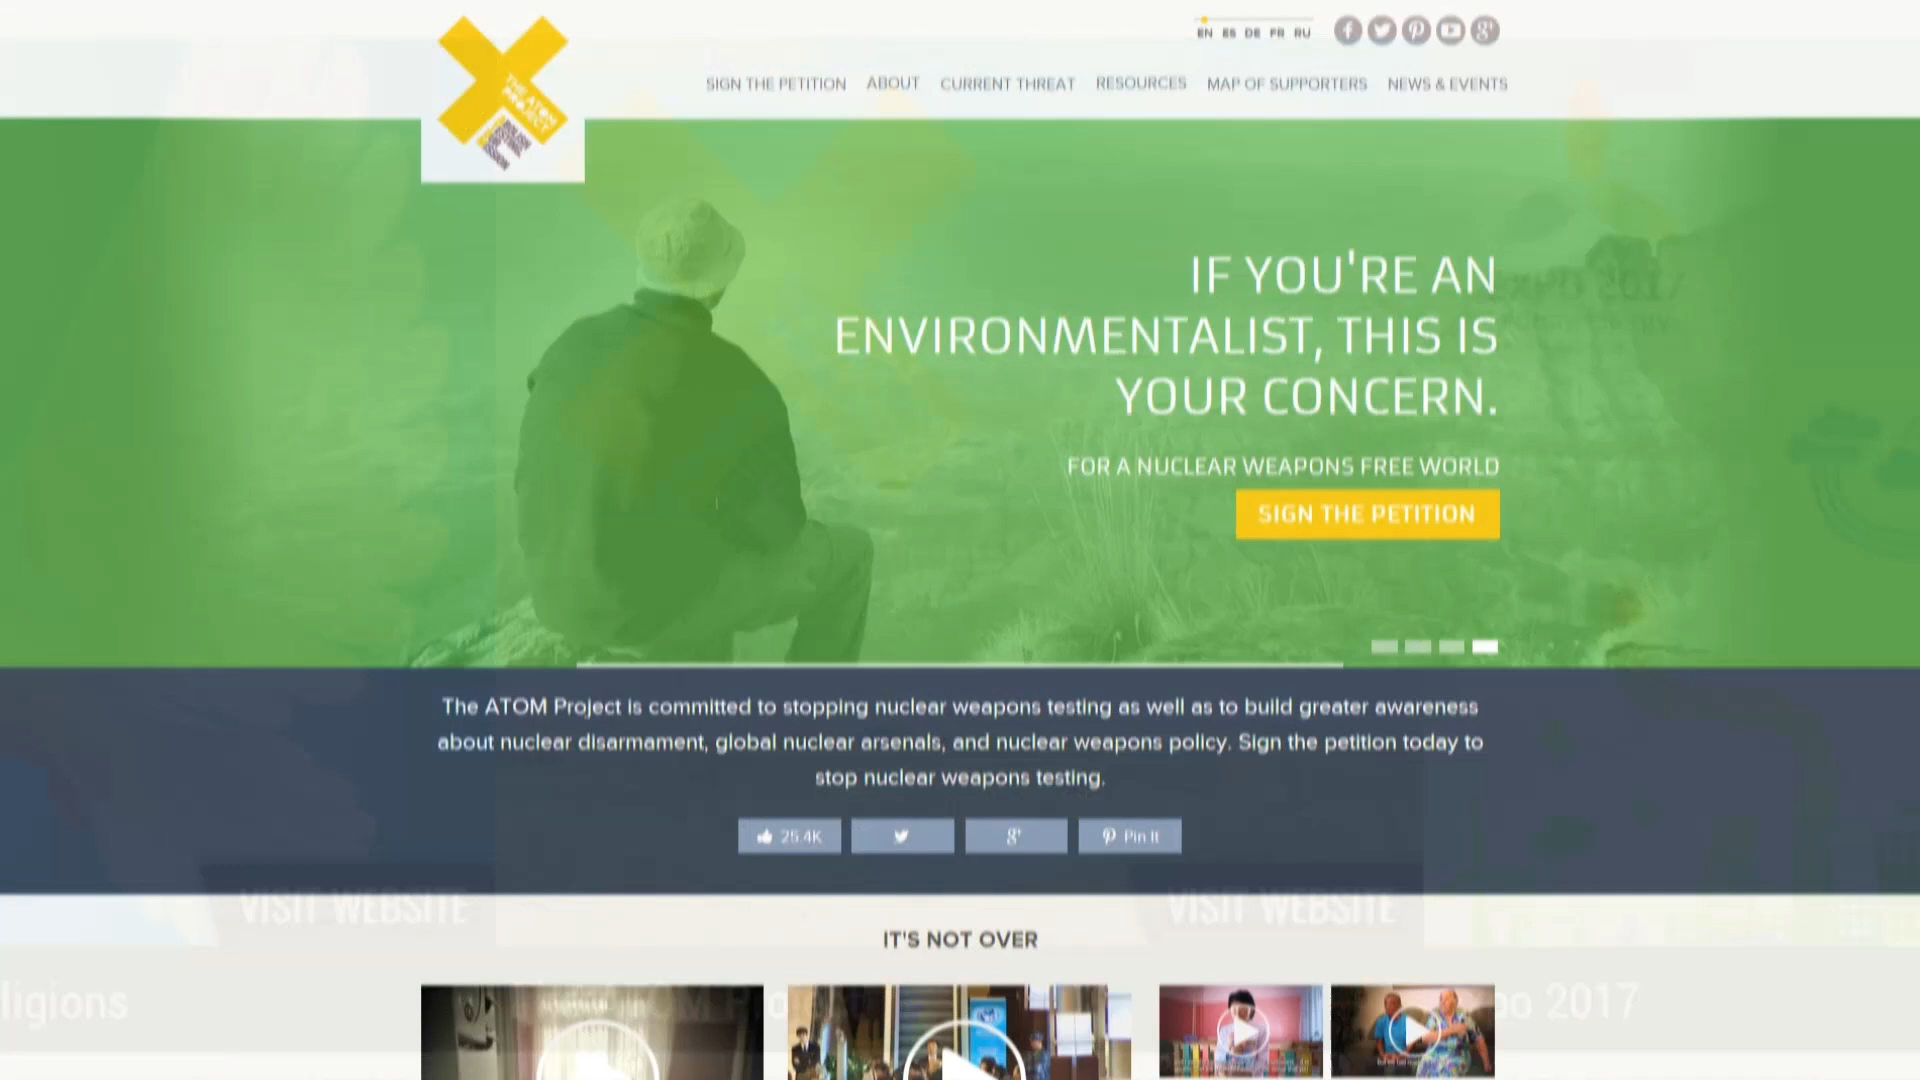 EN ES DE FR RU
THE ATOM
PROJECT
SIGN THE PETITION ABOUT CURRENT THREAT RESOURCES MAP OF SUPPORTERS NEWS & EVENTS
IF YOU'RE AN
ENVIRONMENTALIST, THIS IS
YOUR CONCERN.
FOR A NUCLEAR WEAPONS FREE WORLD
SIGN THE PETITION
The ATOM Project is committed to stopping nuclear weapons testing as well as to build greater awareness
about nuclear disarmament, global nuclear arsenals, and nuclear weapons policy. Sign the petition today to
stop nuclear weapons testing.
25.4K
Pin It
VISIT WEBSITE VISIT WEBSITE
IT'S NOT OVER
ligions
2017